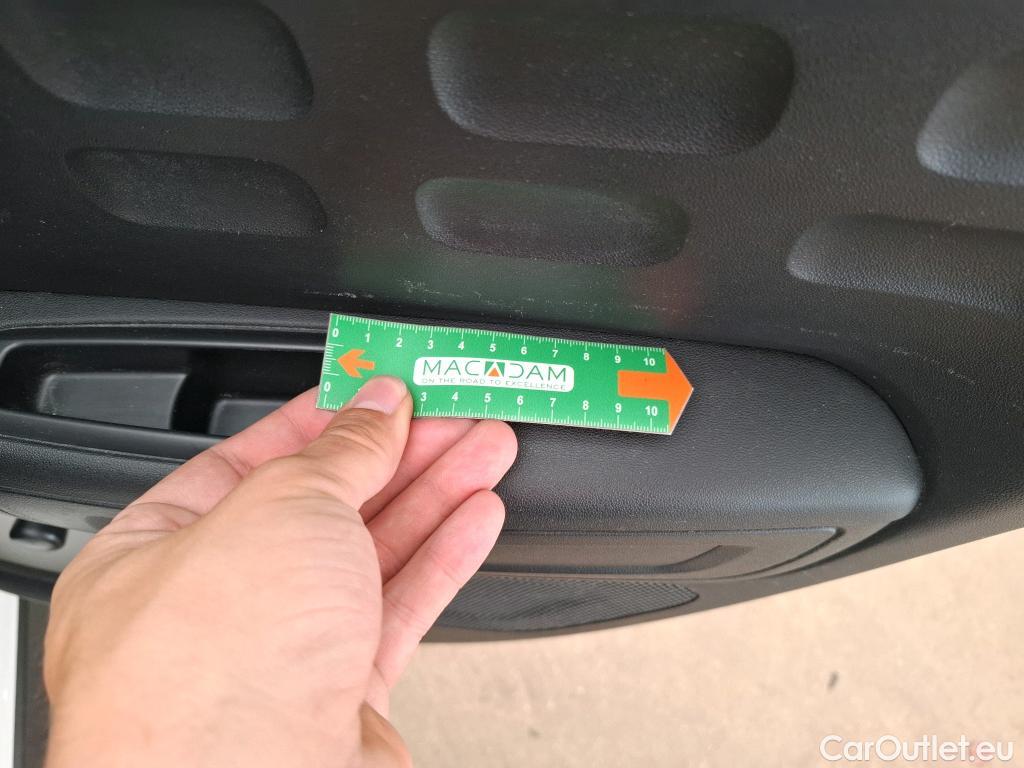 0 1 2 3 4 5 6 7 8 9 10
MACADAM
ON THE ROAD TO EXCELLENCE
0 3 4 5 6 7 8 9 10
CarOutlet.eu